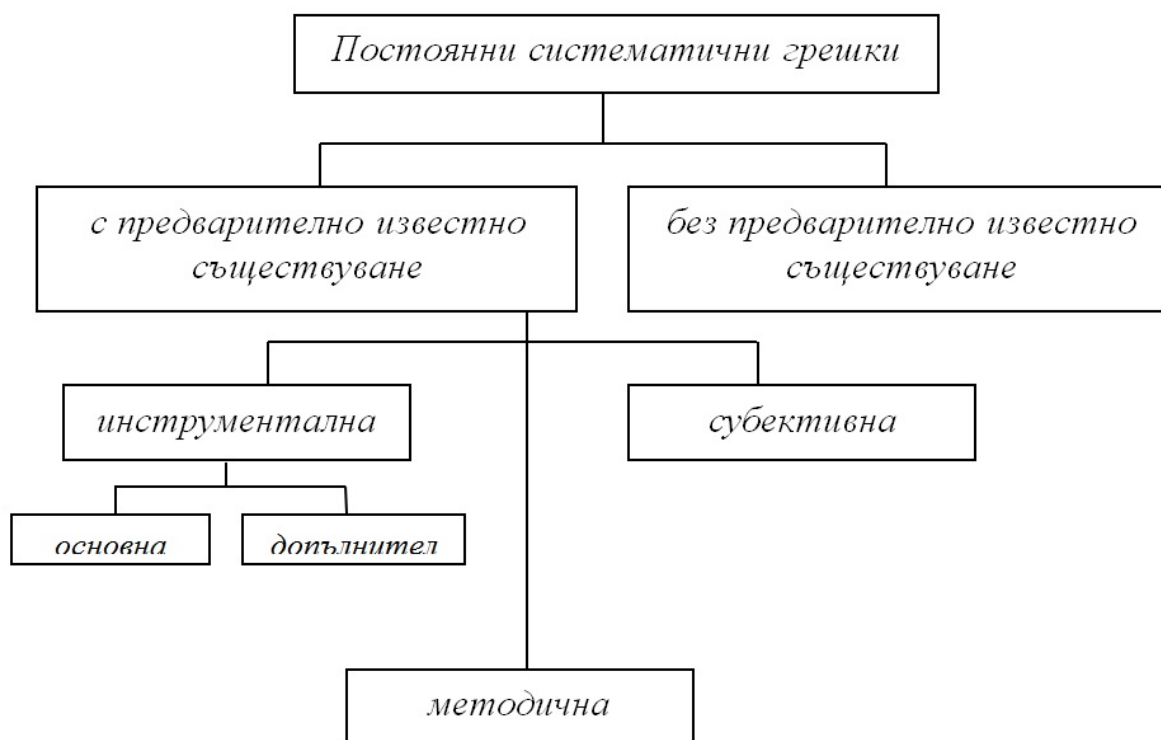 Постоянни систематични грешки
с предварително известно
съществуване
без предварително известно
съществуване
инструментална
субективна
основна
допълнител
методична